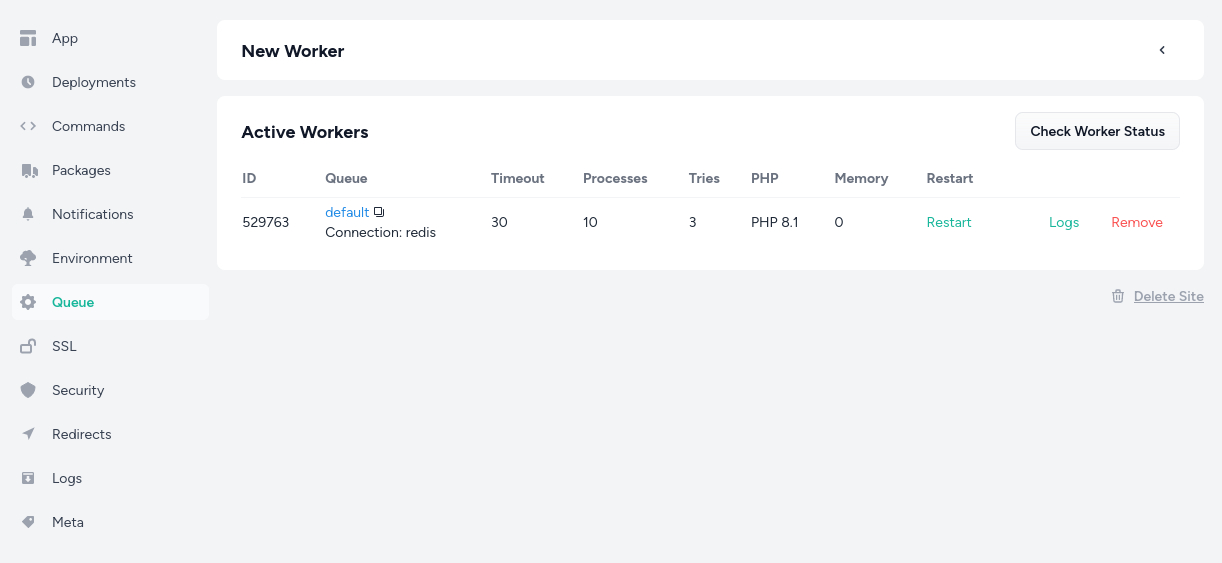 App
Deployments
Commands
Packages
Notifications
Environment
Queue
SSL
Security
Redirects
Logs
Meta
New Worker
Active Workers
Check Worker Status
ID Queue Timeout Processes Tries PHP Memory Restart
529763 default 30 10 3 PHP 8.1 0 Restart Logs Remove
Connection: redis
Delete Site